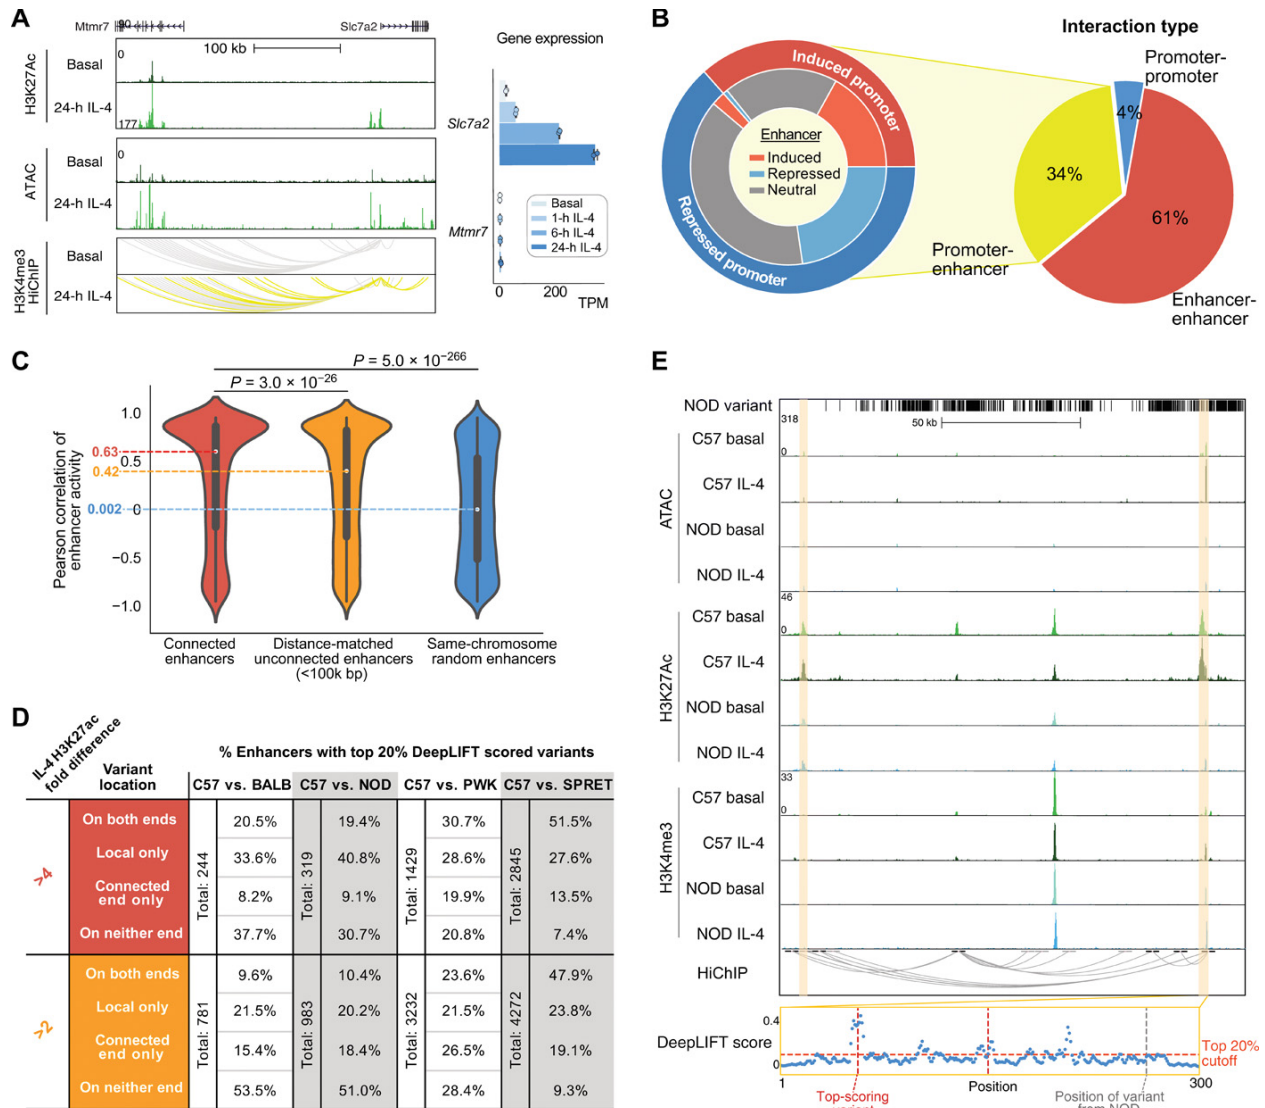 A
Mtmr7
90
Slc7a2
100 kb
0
H3K27Ac
Basal
24-h IL-4
177
ATAC
0
Basal
24-h IL-4
H3K4me3
HiChIP
Basal
24-h IL-4
Gene expression
Slc7a2
Mtmr7
Basal
1-h IL-4
6-h IL-4
24-h IL-4
0
200
TPM
B
Induced promoter
Repressed promoter
Enhancer
Induced
Repressed
Neutral
Interaction type
Promoter-
promoter
4%
34%
61%
Promoter-
enhancer
Enhancer-
enhancer
C
P = 5.0 × 10−266
P = 3.0 × 10−26
Pearson correlation of
enhancer activity
1.0
0.63
0.5
0.42
0.002
0
−0.5
−1.0
Connected
enhancers
Distance-matched
unconnected enhancers
(<100k bp)
Same-chromosome
random enhancers
D
IL-4 H3K27ac
fold difference
Variant
location
% Enhancers with top 20% DeepLIFT scored variants
C57 vs. BALB
C57 vs. NOD
C57 vs. PWK
C57 vs. SPRET
>4
Total: 244
Total: 319
Total: 1429
Total: 2845
On both ends 20.5% 19.4% 30.7% 51.5%
Local only 33.6% 40.8% 28.6% 27.6%
Connected
end only 8.2% 9.1% 19.9% 13.5%
On neither end 37.7% 30.7% 20.8% 7.4%
>2
Total: 781
Total: 983
Total: 3232
Total: 4272
On both ends 9.6% 10.4% 23.6% 47.9%
Local only 21.5% 20.2% 21.5% 23.8%
Connected
end only 15.4% 18.4% 26.5% 19.1%
On neither end 53.5% 51.0% 28.4% 9.3%
E
NOD variant
318
50 kb
0
ATAC
C57 basal
C57 IL-4
NOD basal
NOD IL-4
46
0
H3K27Ac
C57 basal
C57 IL-4
NOD basal
NOD IL-4
33
0
H3K4me3
C57 basal
C57 IL-4
NOD basal
NOD IL-4
HiChIP
DeepLIFT score
0.4
0
Top 20%
cutoff
1
Position
300
Top-scoring
Position of variant
from NOD